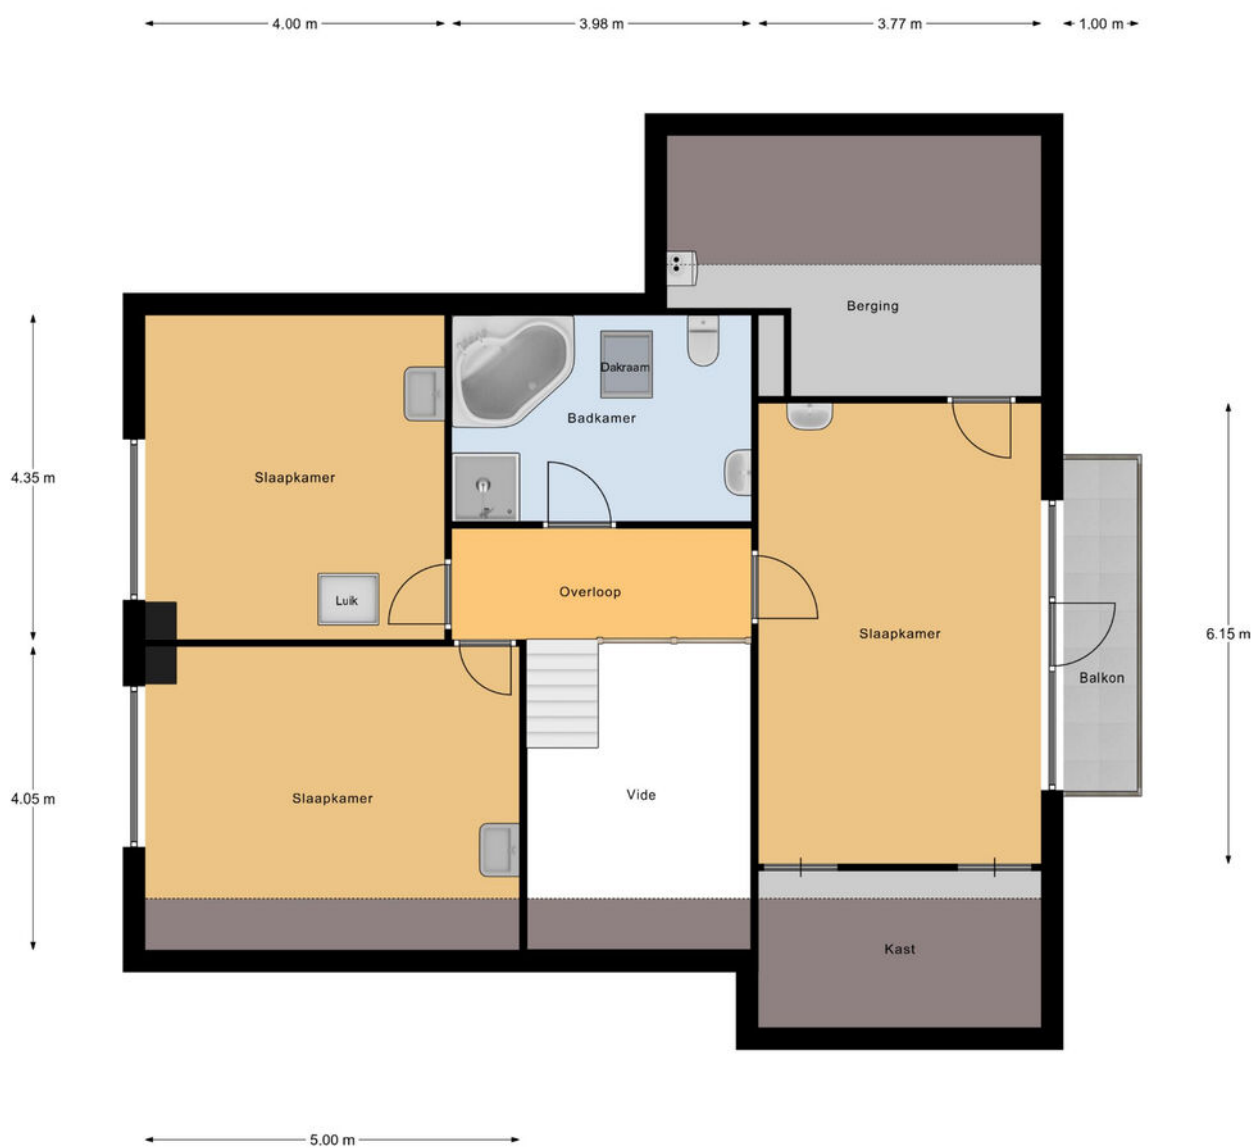 4.00 m
3.98 m
3.77 m
1.00 m
Berging
Dakraam
Badkamer
4.35 m
Slaapkamer
Luik
Overloop
Slaapkamer
6.15 m
Balkon
4.05 m
Slaapkamer
Vide
Kast
5.00 m